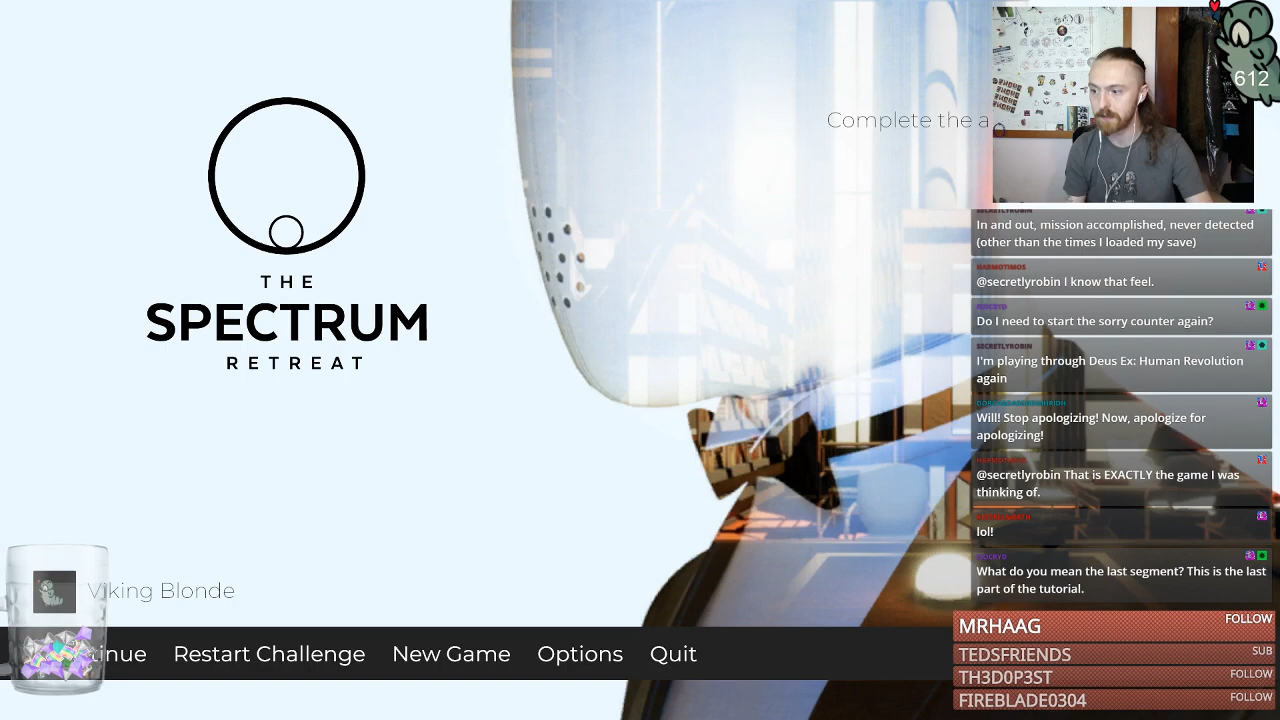 THE
SPECTRUM
RETREAT
Complete the a
612
SECRETLYROBIN
In and out, mission accomplished, never detected
(other than the times I loaded my save)
HARMOTIMOS
@secretlyrobin I know that feel.
Do I need to start the sorry counter again?
SECRETLYROBIN
I'm playing through Deus Ex: Human Revolution
again
Will! Stop apologizing! Now, apologize for
apologizing!
@secretlyrobin That is EXACTLY the game I was
thinking of.
lol!
What do you mean the last segment? This is the last
part of the tutorial.
Viking Blonde
tinue Restart Challenge New Game Options Quit
MRHAAG FOLLOW
TEDSFRIENDS SUB
TH3D0P3ST FOLLOW
FIREBLADE0304 FOLLOW